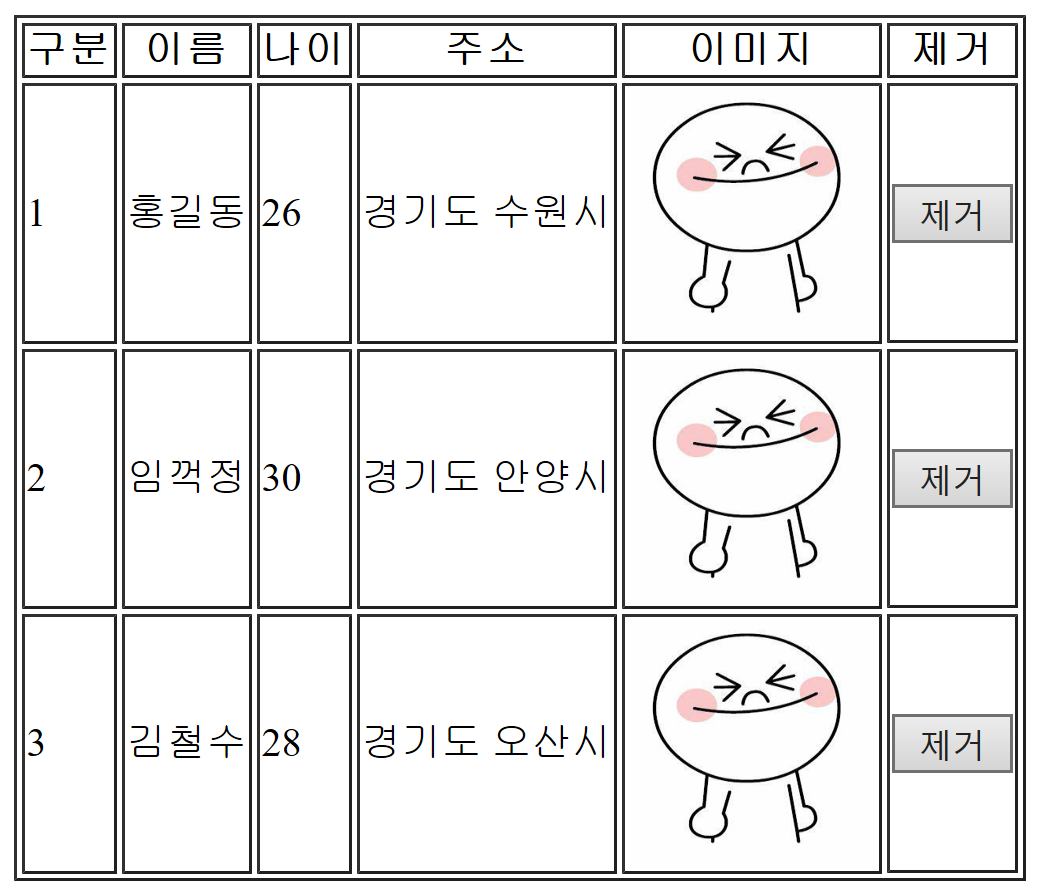 구분 이름 나이 주소 이미지 제거
1 홍길동 26 경기도 수원시 제거
2 임꺽정 30 경기도 안양시 제거
3 김철수 28 경기도 오산시 제거